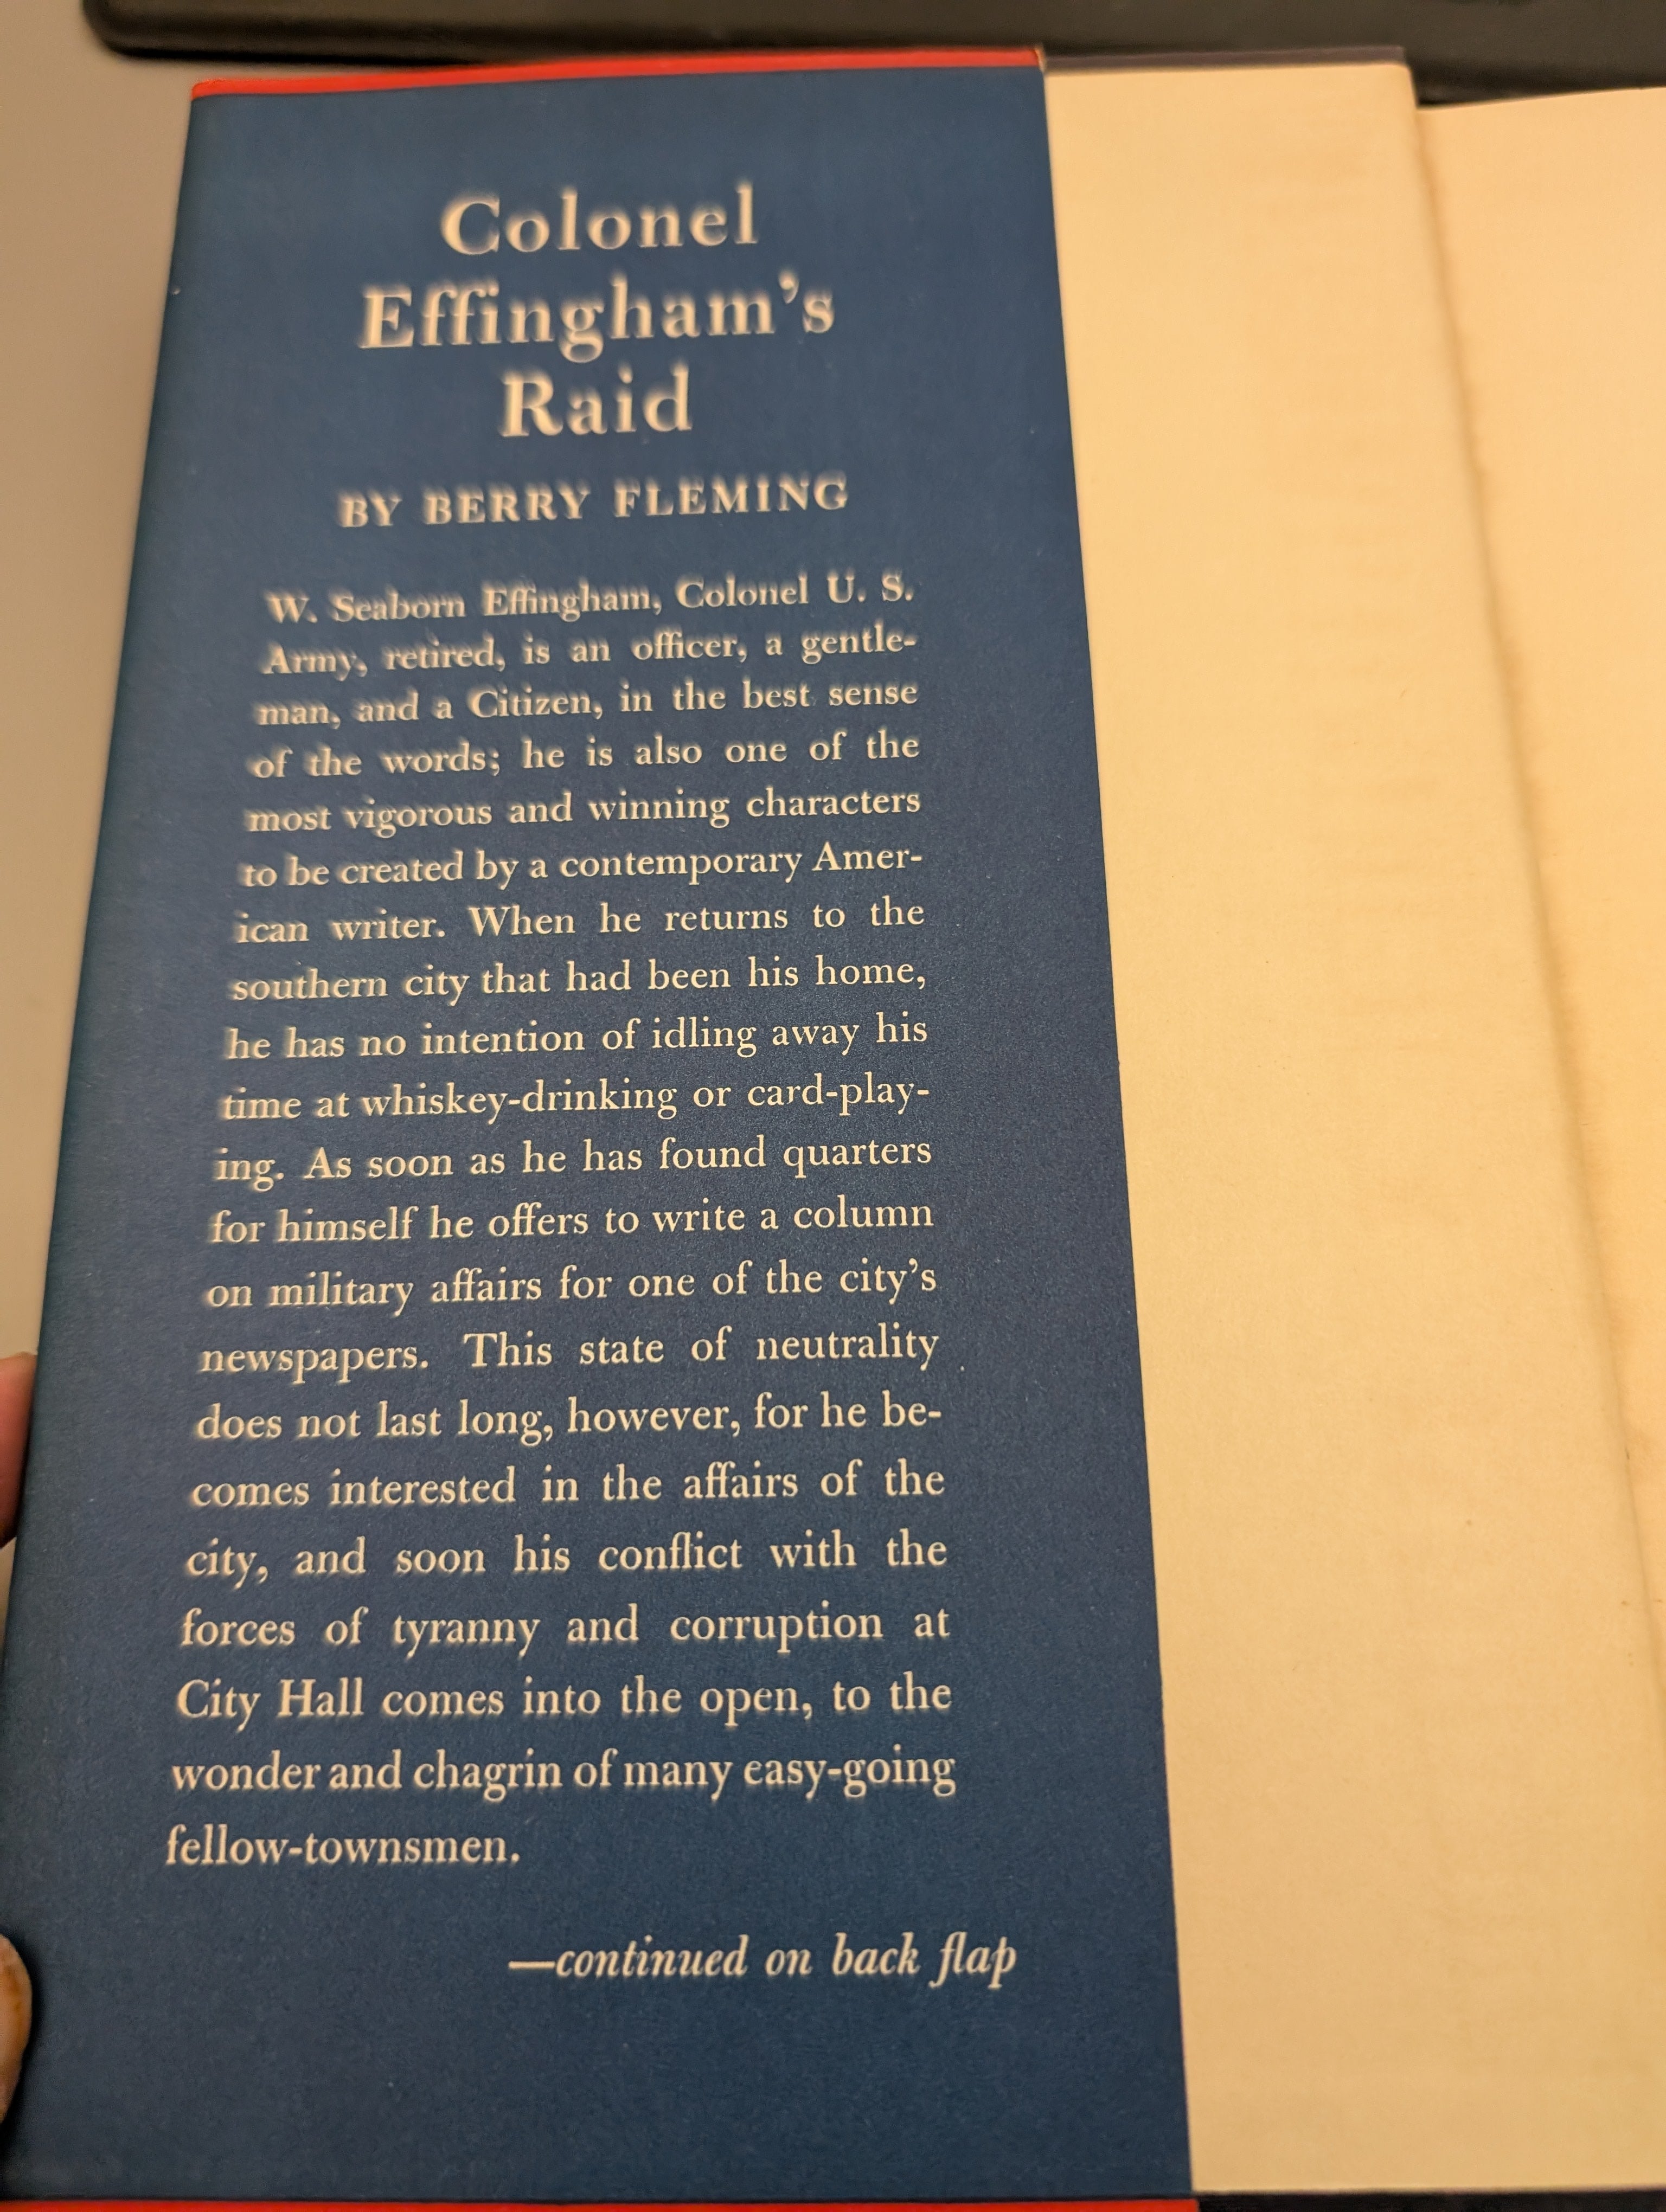 Colonel
Effingham's
Raid
BY BERRY FLEMING
W. Seaborn Effingham, Colonel U. S.
Army, retired, is an officer, a gentle-
man, and a Citizen, in the best sense
of the words; he is also one of the
most vigorous and winning characters
to be created by a contemporary Amer-
ican writer. When he returns to the
southern city that had been his home,
he has no intention of idling away his
time at whiskey-drinking or card-play-
ing. As soon as he has found quarters
for himself he offers to write a column
on military affairs for one of the city's
newspapers. This state of neutrality
does not last long, however, for he be-
comes interested in the affairs of the
city, and soon his conflict with the
forces of tyranny and corruption at
City Hall comes into the open, to the
wonder and chagrin of many easy-going
fellow-townsmen.
—continued on back flap